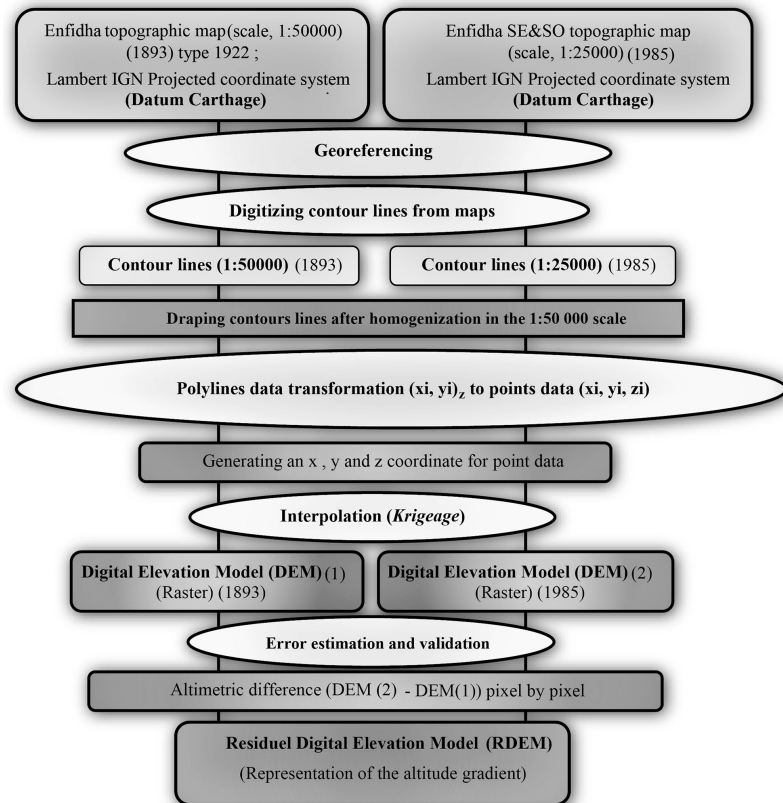 Enfidha topographic map(scale, 1:50000)
(1893) type 1922 ;
Lambert IGN Projected coordinate system
(Datum Carthage)
Enfidha SE&SO topographic map
(scale, 1:25000) (1985)
Lambert IGN Projected coordinate system
(Datum Carthage)
Georeferencing
Digitizing contour lines from maps
Contour lines (1:50000) (1893)
Contour lines (1:25000) (1985)
Draping contours lines after homogenization in the 1:50 000 scale
Polylines data transformation (xi, yi)z to points data (xi, yi, zi)
Generating an x , y and z coordinate for point data
Interpolation (Krigeage)
Digital Elevation Model (DEM) (1)
(Raster) (1893)
Digital Elevation Model (DEM) (2)
(Raster) (1985)
Error estimation and validation
Altimetric difference (DEM (2) - DEM(1)) pixel by pixel
Residuel Digital Elevation Model (RDEM)
(Representation of the altitude gradient)